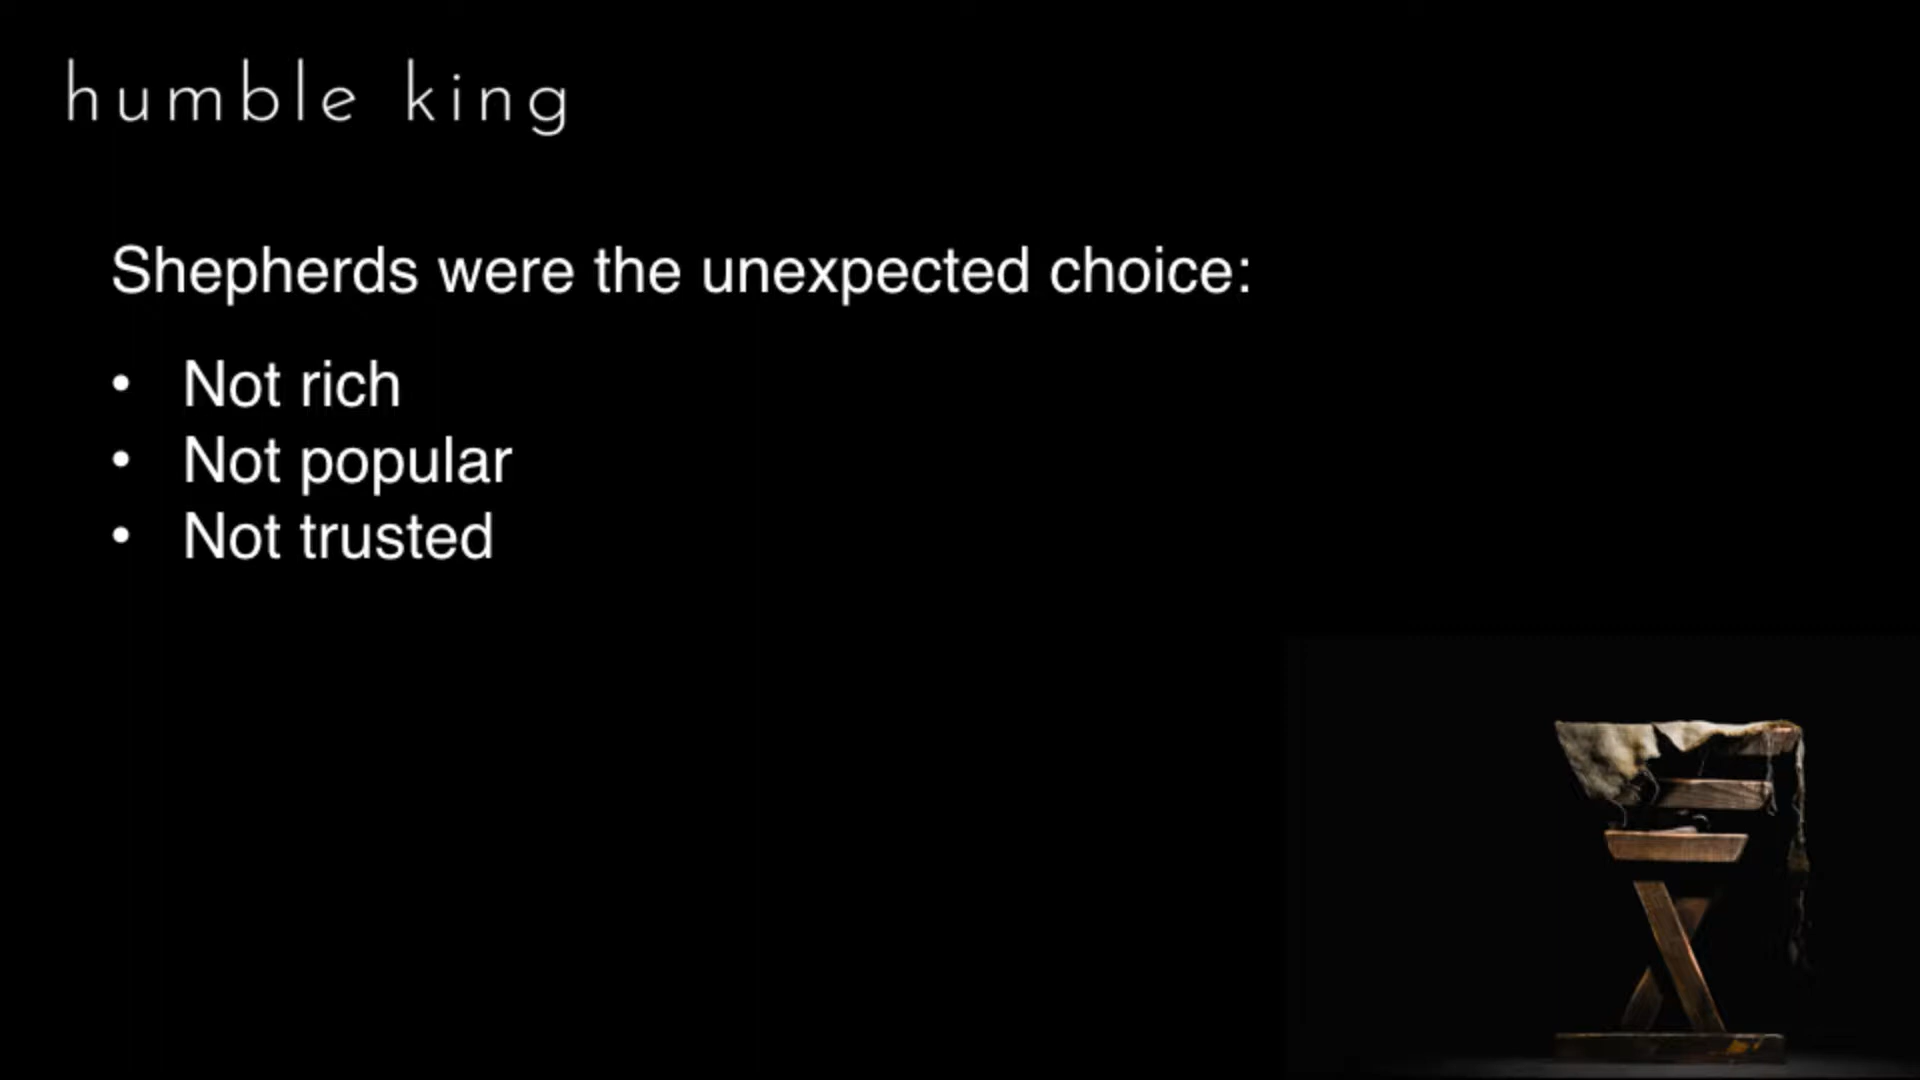 humble king
Shepherds were the unexpected choice:
• Not rich
• Not popular
• Not trusted